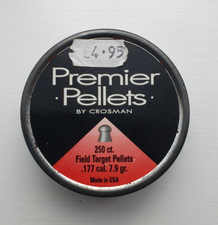 £4.95
Premier
Pellets
BY CROSMAN
250 ct.
Field Target Pellets
.177 cal. 7.9 gr.
Made in USA